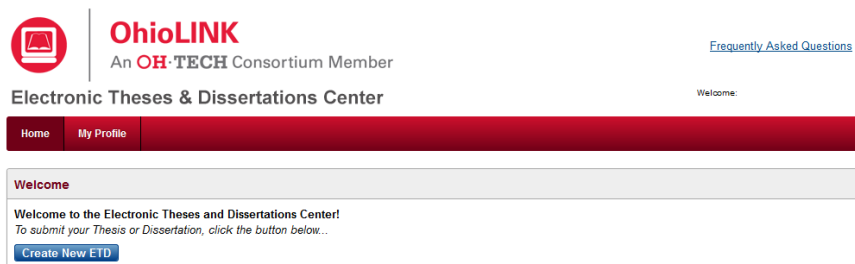 OhioLINK
An OH·TECH Consortium Member
Frequently Asked Questions
Electronic Theses & Dissertations Center
Welcome:
Home My Profile
Welcome
Welcome to the Electronic Theses and Dissertations Center!
To submit your Thesis or Dissertation, click the button below...
Create New ETD